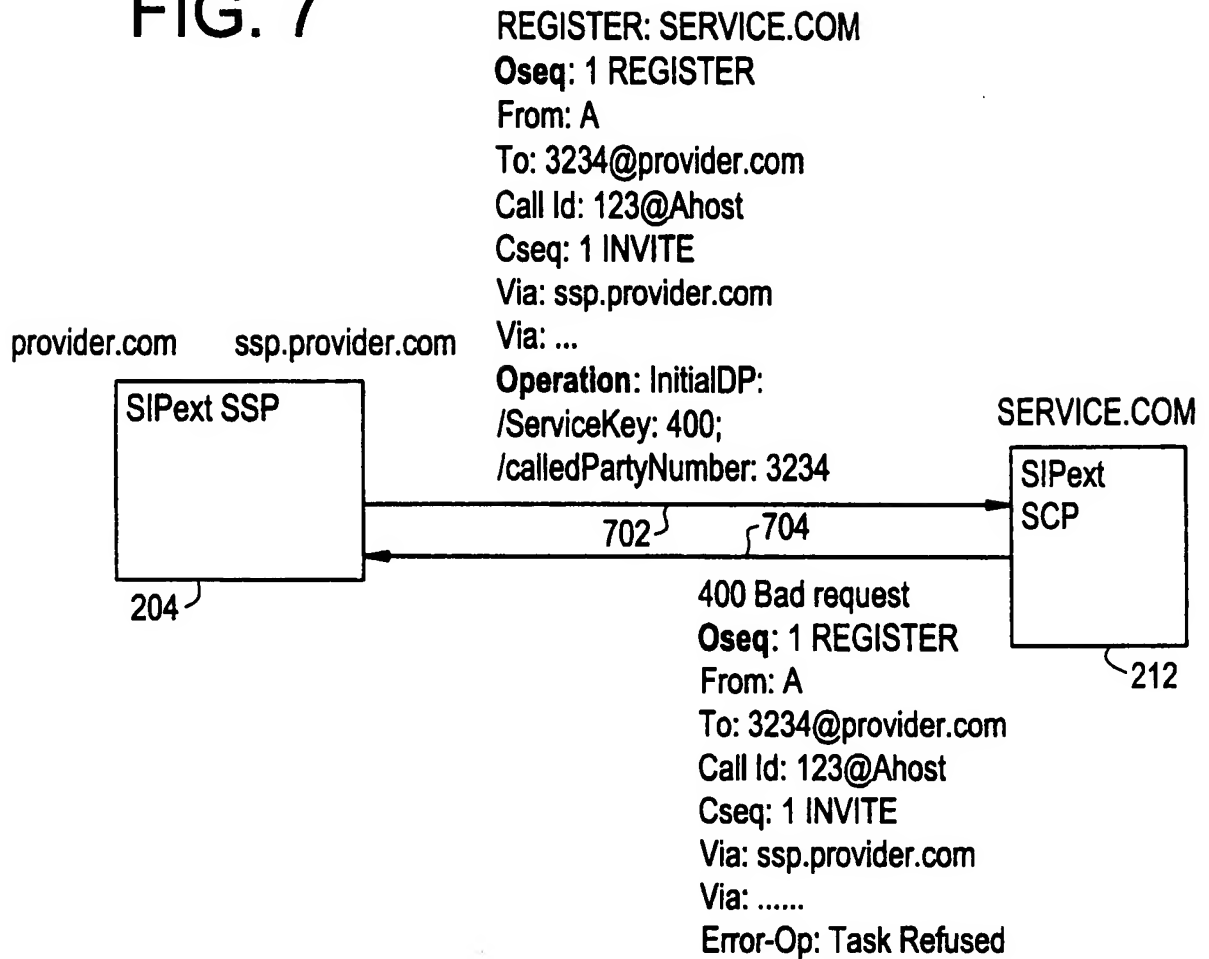 FIG. 7
REGISTER: SERVICE.COM
Oseq: 1 REGISTER
From: A
To: 3234@provider.com
Call Id: 123@Ahost
Cseq: 1 INVITE
Via: ssp.provider.com
Via: ...
Operation: InitialDP:
/ServiceKey: 400;
/calledPartyNumber: 3234
provider.com ssp.provider.com
SIPext SSP
204
SERVICE.COM
SIPext
SCP
212
702
704
400 Bad request
Oseq: 1 REGISTER
From: A
To: 3234@provider.com
Call Id: 123@Ahost
Cseq: 1 INVITE
Via: ssp.provider.com
Via: ......
Error-Op: Task Refused